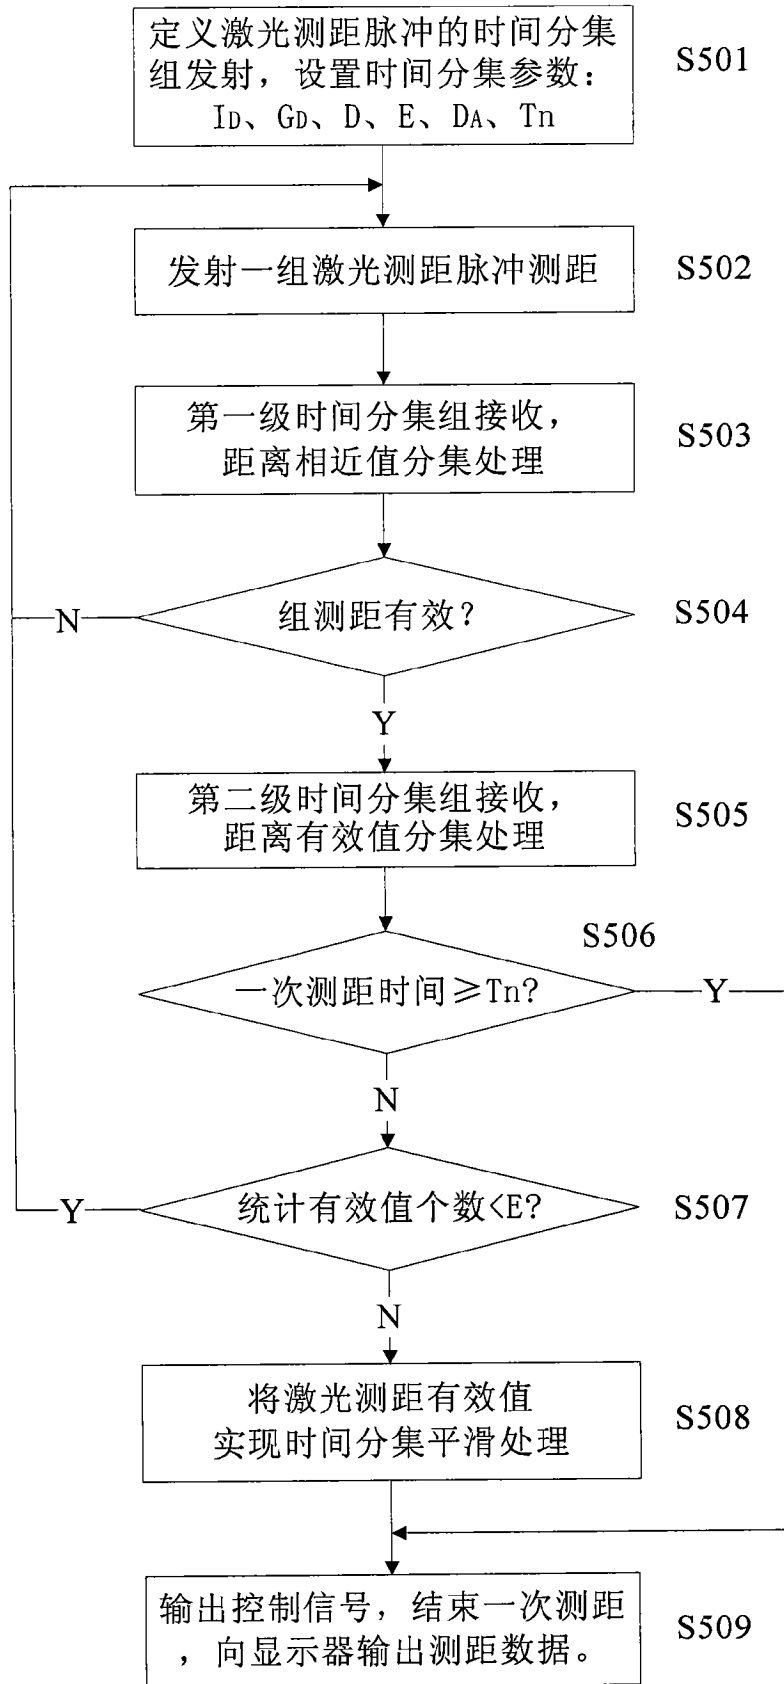 定义激光测距脉冲的时间分集
组发射，设置时间分集参数：
ID、GD、D、E、DA、Tn
S501
发射一组激光测距脉冲测距
S502
第一级时间分集组接收，
距离相近值分集处理
S503
组测距有效？
S504
N
Y
第二级时间分集组接收，
距离有效值分集处理
S505
S506
一次测距时间≥Tn?
Y
N
统计有效值个数<E?
S507
Y
N
将激光测距有效值
实现时间分集平滑处理
S508
输出控制信号，结束一次测距
，向显示器输出测距数据。
S509